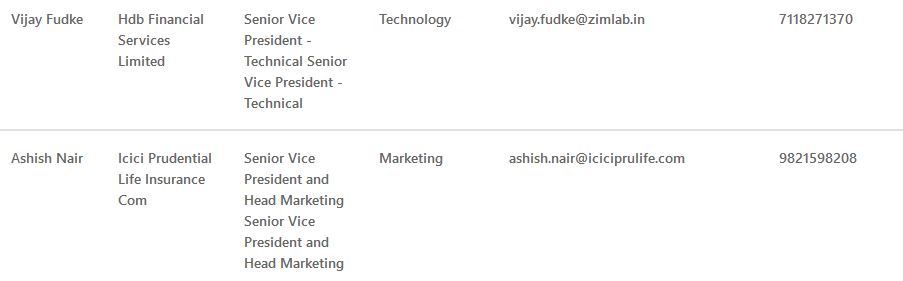 Vijay Fudke
Hdb Financial
Services
Limited
Senior Vice
President -
Technical Senior
Vice President -
Technical
Technology
vijay.fudke@zimlab.in
7118271370
Ashish Nair
Icici Prudential
Life Insurance
Com
Senior Vice
President and
Head Marketing
Senior Vice
President and
Head Marketing
Marketing
ashish.nair@iciciprulife.com
9821598208